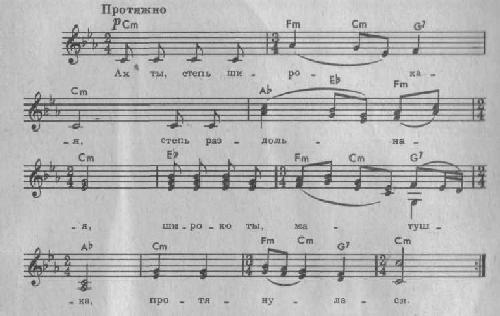 Протяжно
p Cm Fm Cm G7
Ах ты, степь ши - ро - ка -
Cm Ab Eb Fm
- я, степь раз - доль - на -
Cm Eb Fm Cm G7
- я, ши - ро - ко ты, ма - туш -
Ab Cm Fm Cm G7 Cm
- ка, про - тя - ну - ла - ся.